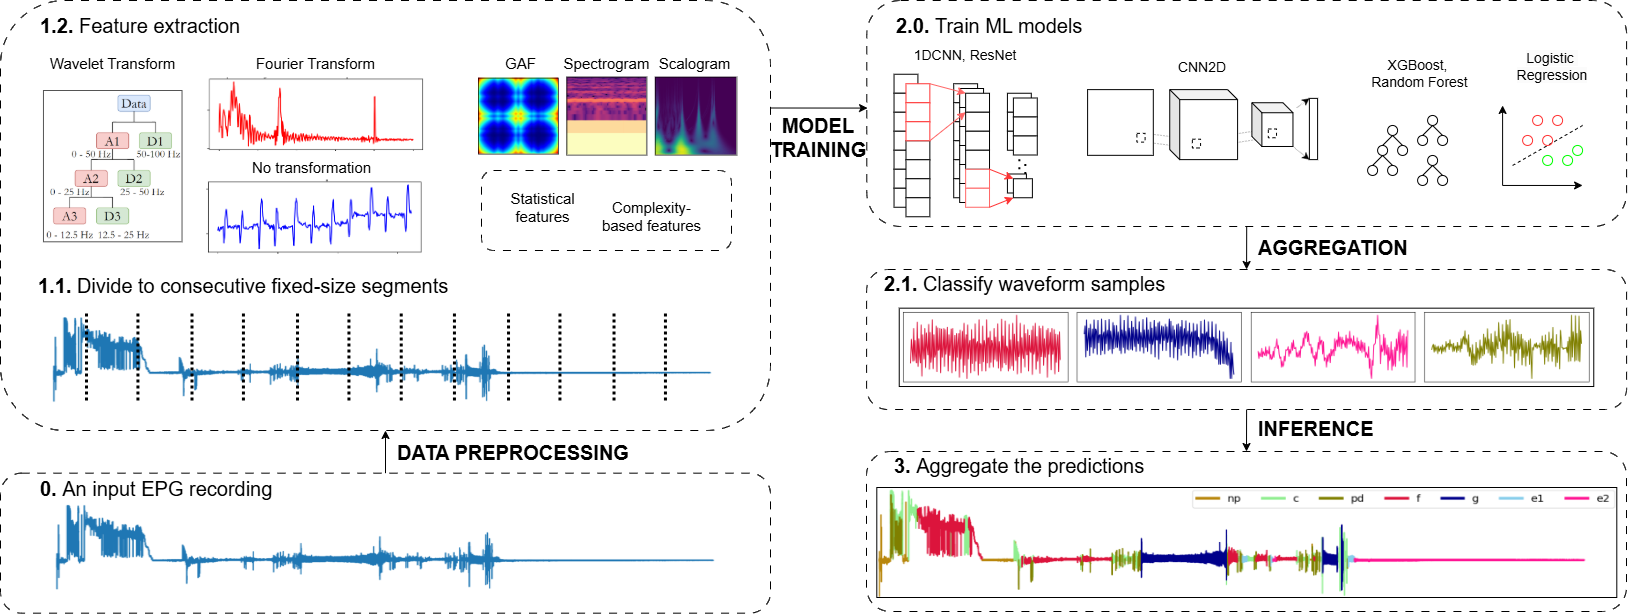 1.2. Feature extraction
Wavelet Transform
Data
A1
D1
0 - 50 Hz
50-100 Hz
A2
D2
0 - 25 Hz
25 - 50 Hz
A3
D3
0 - 12.5 Hz
12.5 - 25 Hz
Fourier Transform
No transformation
GAF
Spectrogram
Scalogram
Statistical
features
Complexity-
based features
1.1. Divide to consecutive fixed-size segments
DATA PREPROCESSING
0. An input EPG recording
MODEL
TRAINING
2.0. Train ML models
1DCNN, ResNet
CNN2D
XGBoost,
Random Forest
Logistic
Regression
AGGREGATION
2.1. Classify waveform samples
INFERENCE
3. Aggregate the predictions
np
c
pd
f
g
e1
e2